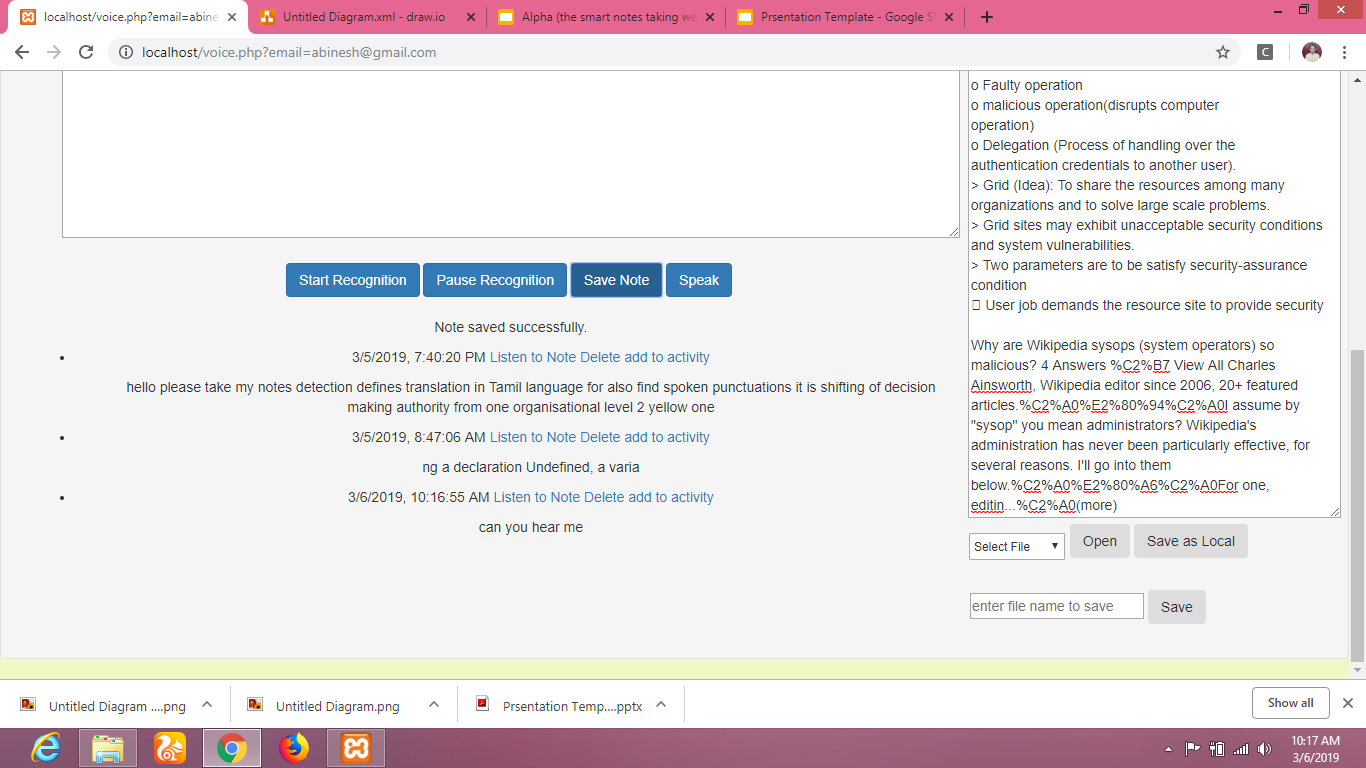 localhost/voice.php?email=abine
Untitled Diagram.xml - draw.io
Alpha (the smart notes taking we
Prsentation Template - Google S
localhost/voice.php?email=abinesh@gmail.com
C
Start Recognition
Pause Recognition
Save Note
Speak
Note saved successfully.
3/5/2019, 7:40:20 PM Listen to Note Delete add to activity
hello please take my notes detection defines translation in Tamil language for also find spoken punctuations it is shifting of decision
making authority from one organisational level 2 yellow one
3/5/2019, 8:47:06 AM Listen to Note Delete add to activity
ng a declaration Undefined, a varia
3/6/2019, 10:16:55 AM Listen to Note Delete add to activity
can you hear me
o Faulty operation
o malicious operation(disrupts computer
operation)
o Delegation (Process of handling over the
authentication credentials to another user).
> Grid (Idea): To share the resources among many
organizations and to solve large scale problems.
> Grid sites may exhibit unacceptable security conditions
and system vulnerabilities.
> Two parameters are to be satisfy security-assurance
condition
User job demands the resource site to provide security
Why are Wikipedia sysops (system operators) so
malicious? 4 Answers %C2%B7 View All Charles
Ainsworth, Wikipedia editor since 2006, 20+ featured
articles.%C2%A0%E2%80%94%C2%A0I assume by
"sysop" you mean administrators? Wikipedia's
administration has never been particularly effective, for
several reasons. I'll go into them
below.%C2%A0%E2%80%A6%C2%A0For one,
editin...%C2%A0(more)
Select File
Open
Save as Local
enter file name to save
Save
Untitled Diagram ....png
Untitled Diagram.png
Prsentation Temp....pptx
Show all
10:17 AM
3/6/2019